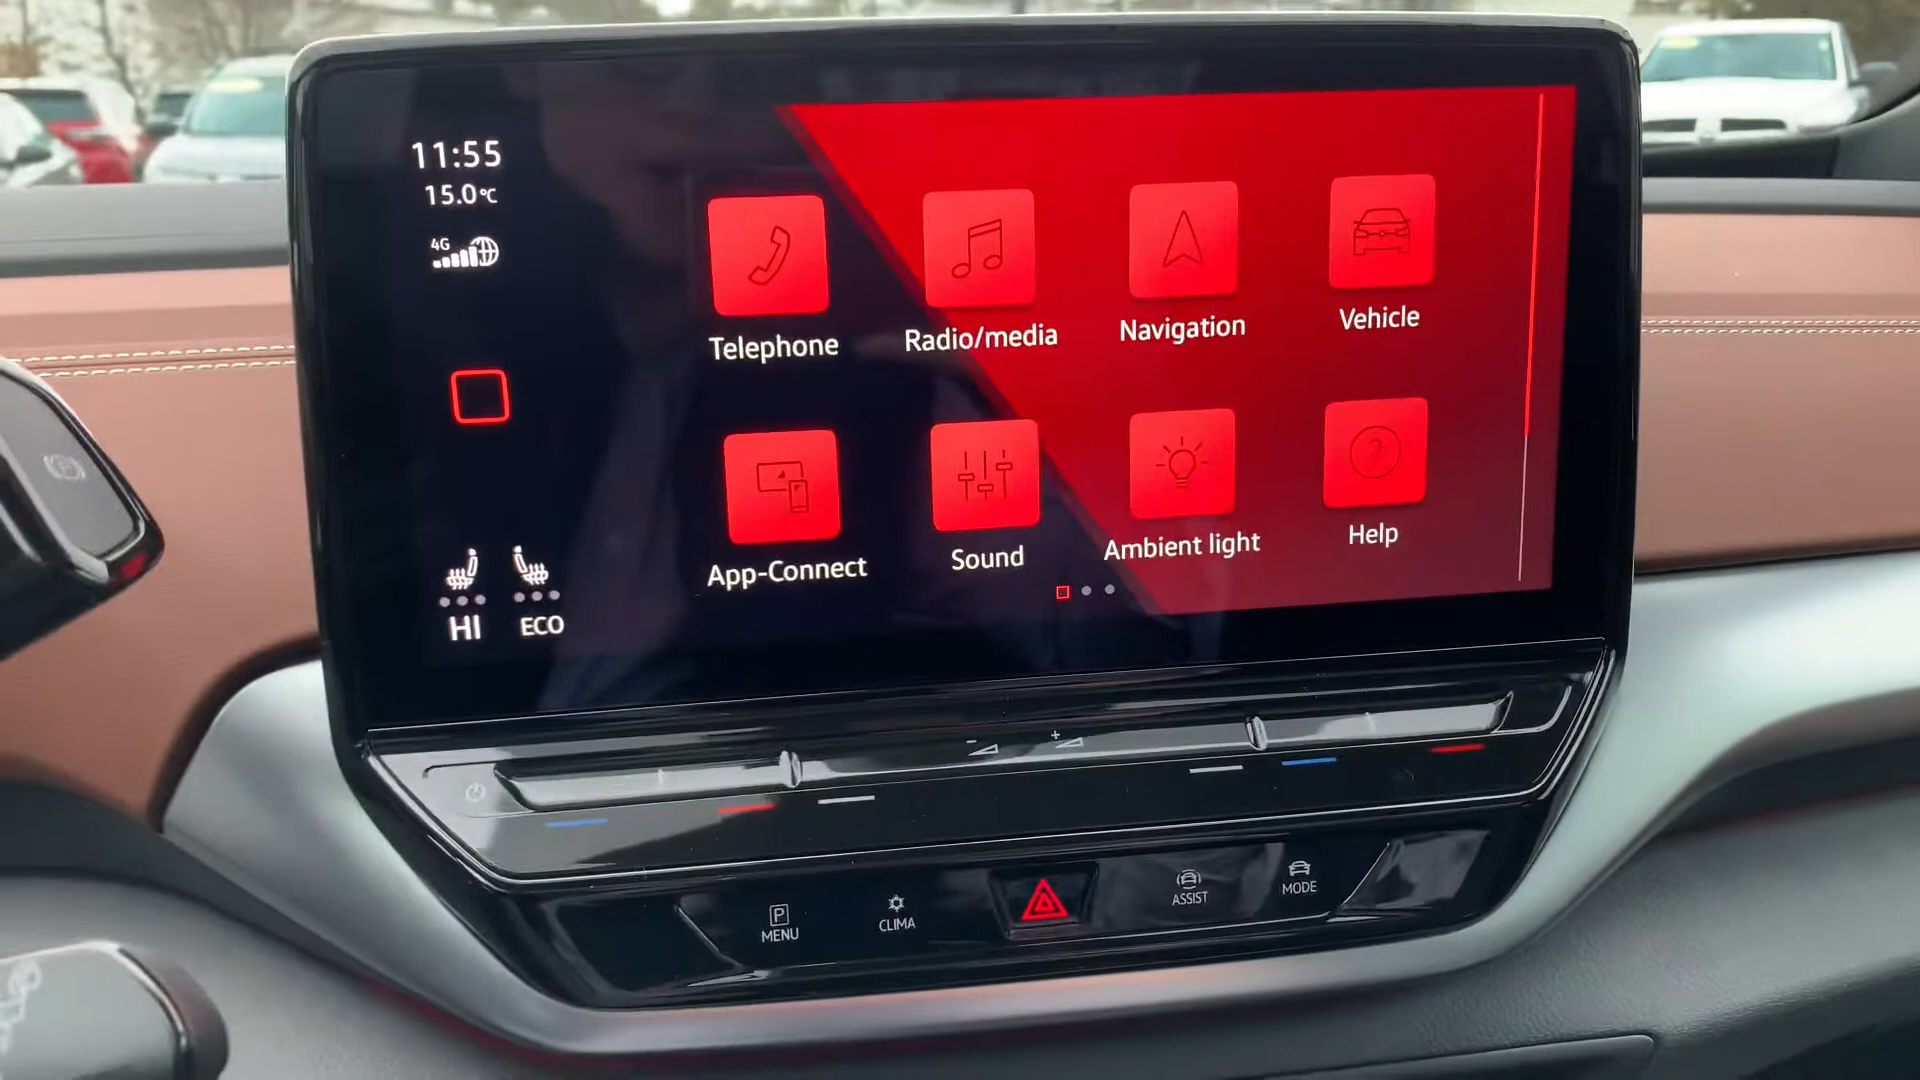 11:55
15.0°C
4G
Telephone
Radio/media
Navigation
Vehicle
App-Connect
Sound
Ambient light
Help
HI
ECO
P
MENU
CLIMA
ASSIST
MODE